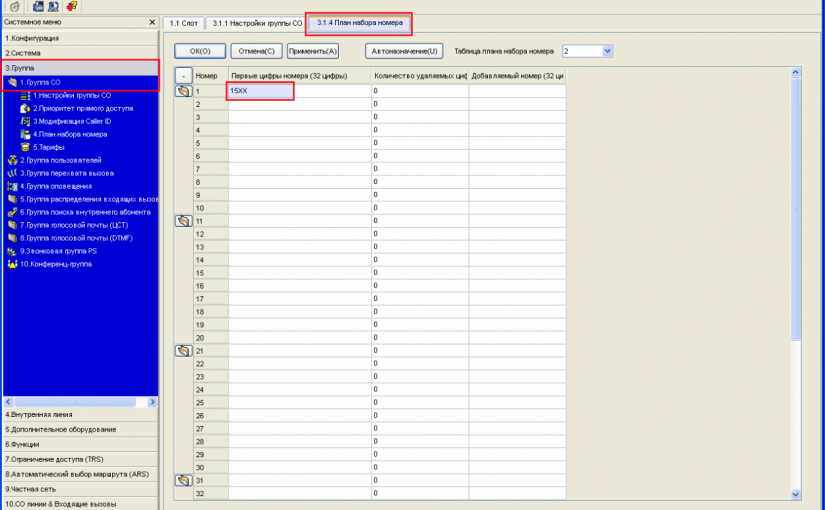 Системное меню
1.Конфигурация
2.Система
3.Группа
1.Группа СО
1.Настройки группы СО
2.Приоритет прямого доступа
3.Модификация Caller ID
4.План набора номера
5.Тарифы
2.Группа пользователей
3.Группа перехвата вызова
4.Группа оповещения
5.Группа распределения входящих вызов
6.Группа поиска внутреннего абонента
7.Группа голосовой почты (ЦСТ)
8.Группа голосовой почты (DTMF)
9.Звонковая группа PS
10.Конференц-группа
4.Внутренняя линия
5.Дополнительное оборудование
6.Функции
7.Ограничение доступа (TRS)
8.Автоматический выбор маршрута (ARS)
9.Частная сеть
10.СО линии & Входящие вызовы
1.1 Слот 3.1.1 Настройки группы СО 3.1.4 План набора номера
ОК(O) Отмена(C) Применить(A) Автоназначение(U) Таблица плана набора номера 2
- Номер Первые цифры номера (32 цифры) Количество удаляемых циф Добавляемый номер (32 ци
1 15XX 0
2 0
3 0
4 0
5 0
6 0
7 0
8 0
9 0
10 0
11 0
12 0
13 0
14 0
15 0
16 0
17 0
18 0
19 0
20 0
21 0
22 0
23 0
24 0
25 0
26 0
27 0
28 0
29 0
30 0
31 0
32 0